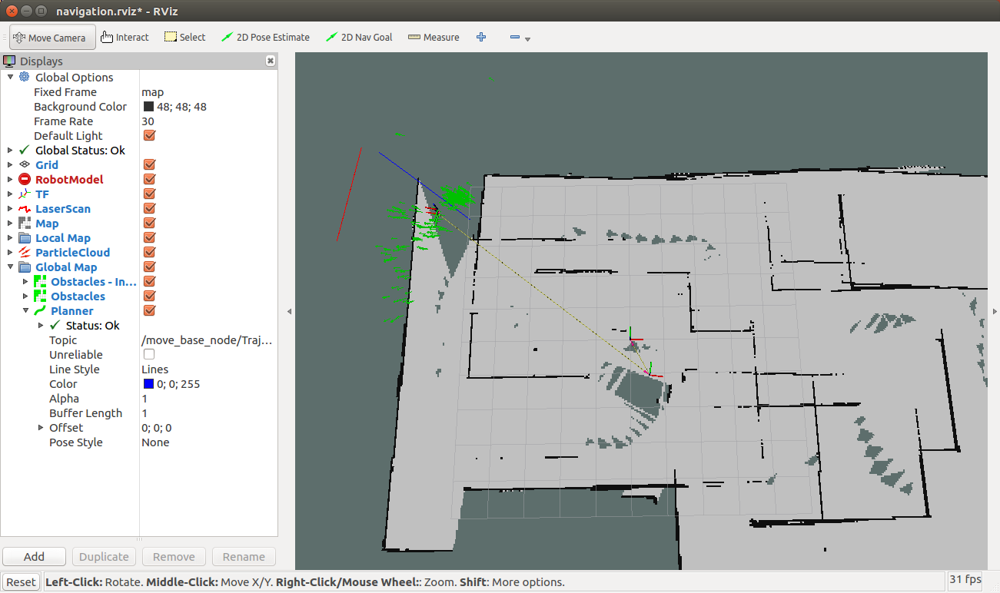 navigation.rviz* - RViz
Move Camera Interact Select 2D Pose Estimate 2D Nav Goal Measure
Displays
Global Options
Fixed Frame map
Background Color 48; 48; 48
Frame Rate 30
Default Light
Global Status: Ok
Grid
RobotModel
TF
LaserScan
Map
Local Map
ParticleCloud
Global Map
Obstacles - In...
Obstacles
Planner
Status: Ok
Topic /move_base_node/Traj...
Unreliable
Line Style Lines
Color 0; 0; 255
Alpha 1
Buffer Length 1
Offset 0; 0; 0
Pose Style None
Add Duplicate Remove Rename
Reset Left-Click: Rotate. Middle-Click: Move X/Y. Right-Click/Mouse Wheel:: Zoom. Shift: More options. 31 fps